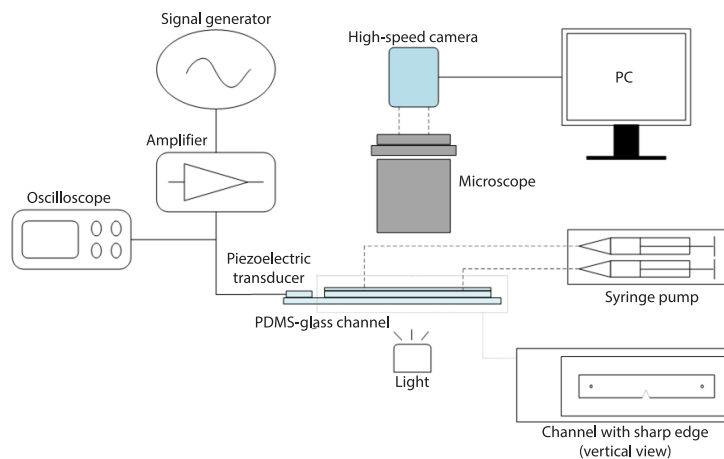 Signal generator
High-speed camera
PC
Amplifier
Microscope
Oscilloscope
Piezoelectric
transducer
Syringe pump
PDMS-glass channel
Light
Channel with sharp edge
(vertical view)